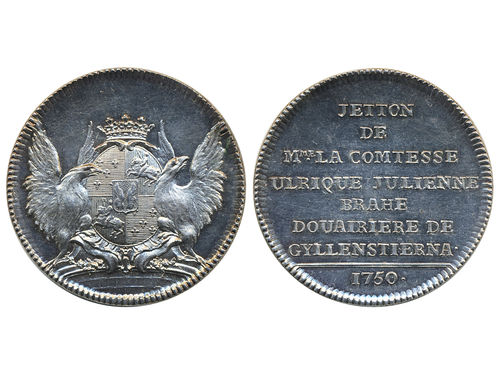 JETTON
DE
MME LA COMTESSE
ULRIQUE JULIENNE
BRAHE
DOUAIRIERE DE
GYLLENSTIERNA·
1750.